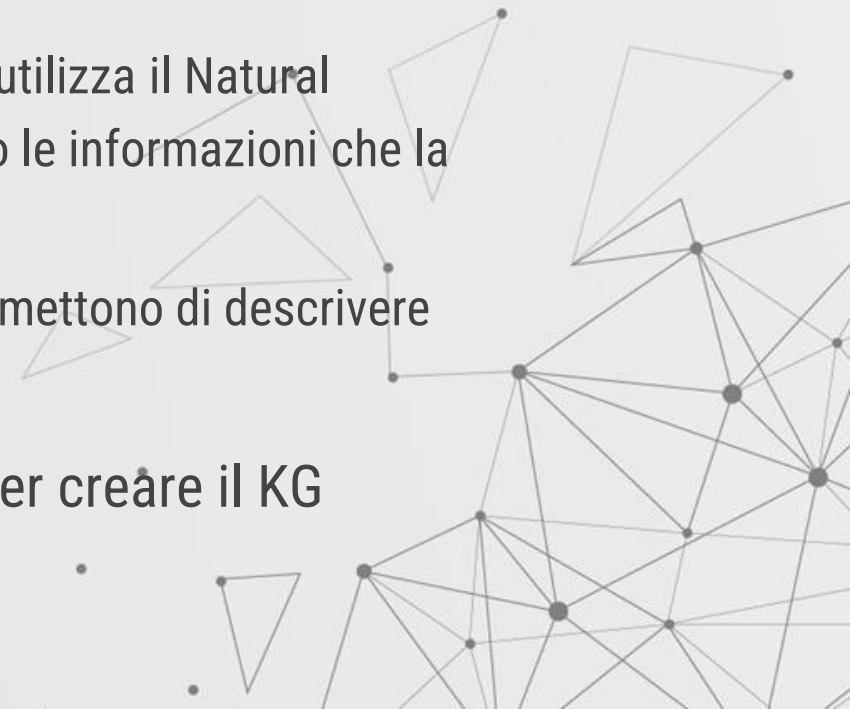 utilizza il Natural
o le informazioni che la
mettono di descrivere
er creare il KG